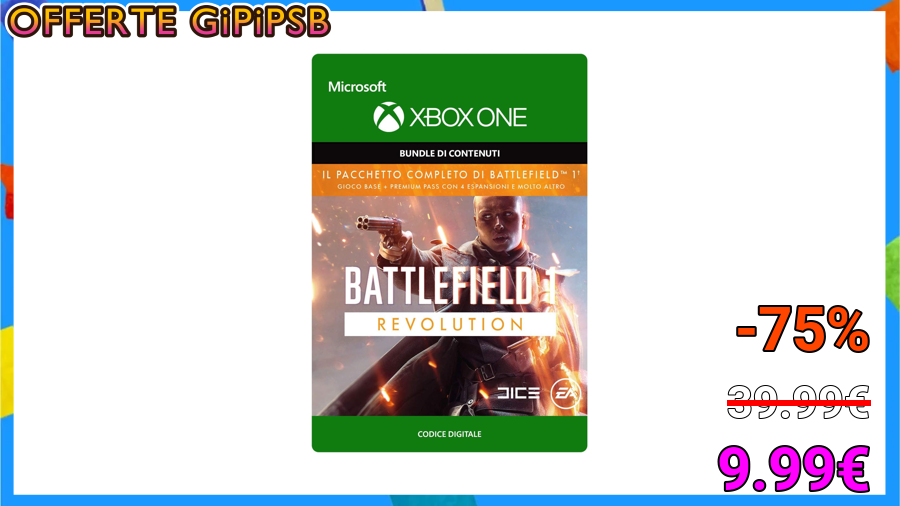 OFFERTE GiPiPSB
Microsoft
XBOX ONE
BUNDLE DI CONTENUTI
IL PACCHETTO COMPLETO DI BATTLEFIELD™ 1¹
GIOCO BASE + PREMIUM PASS CON 4 ESPANSIONI E MOLTO ALTRO
BATTLEFIELD 1
REVOLUTION
DICE EA
CODICE DIGITALE
-75%
39.99€
9.99€